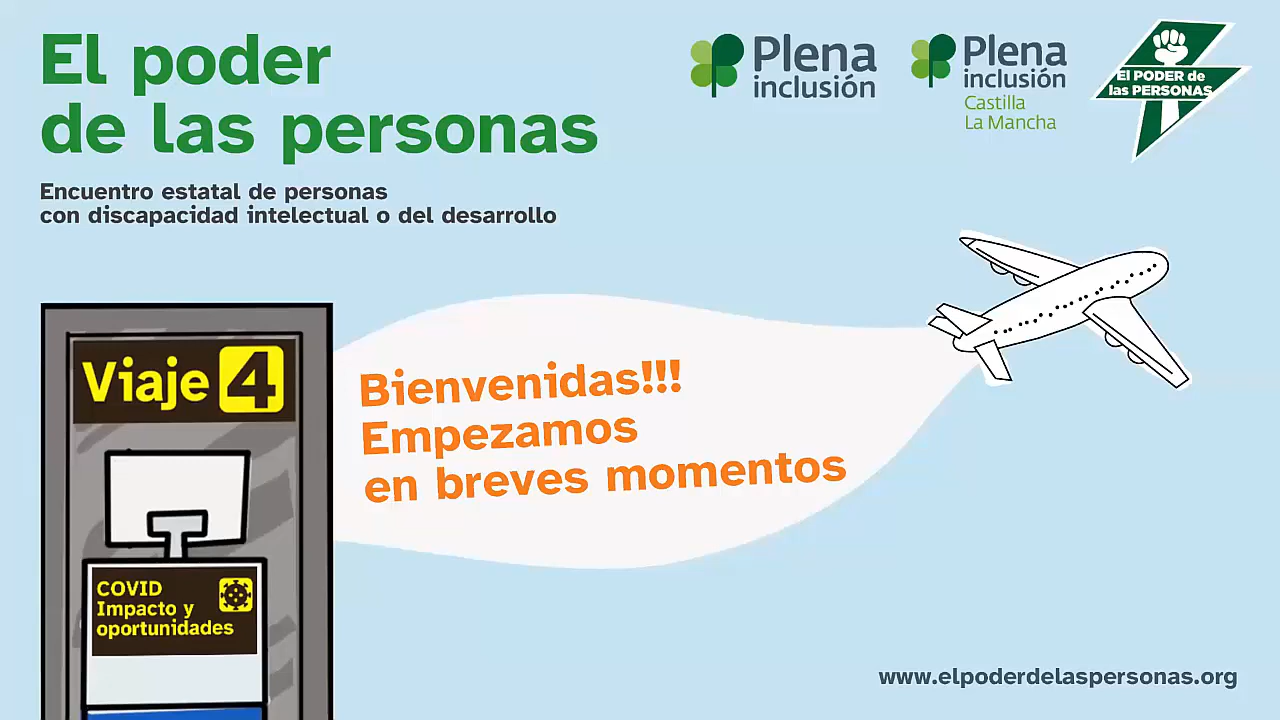 El poder
de las personas
Encuentro estatal de personas
con discapacidad intelectual o del desarrollo
Plena
inclusión
Plena
inclusión
Castilla
La Mancha
El PODER de
las PERSONAS
Viaje 4
Bienvenidas!!!
Empezamos
en breves momentos
COVID
Impacto y
oportunidades
www.elpoderdelaspersonas.org